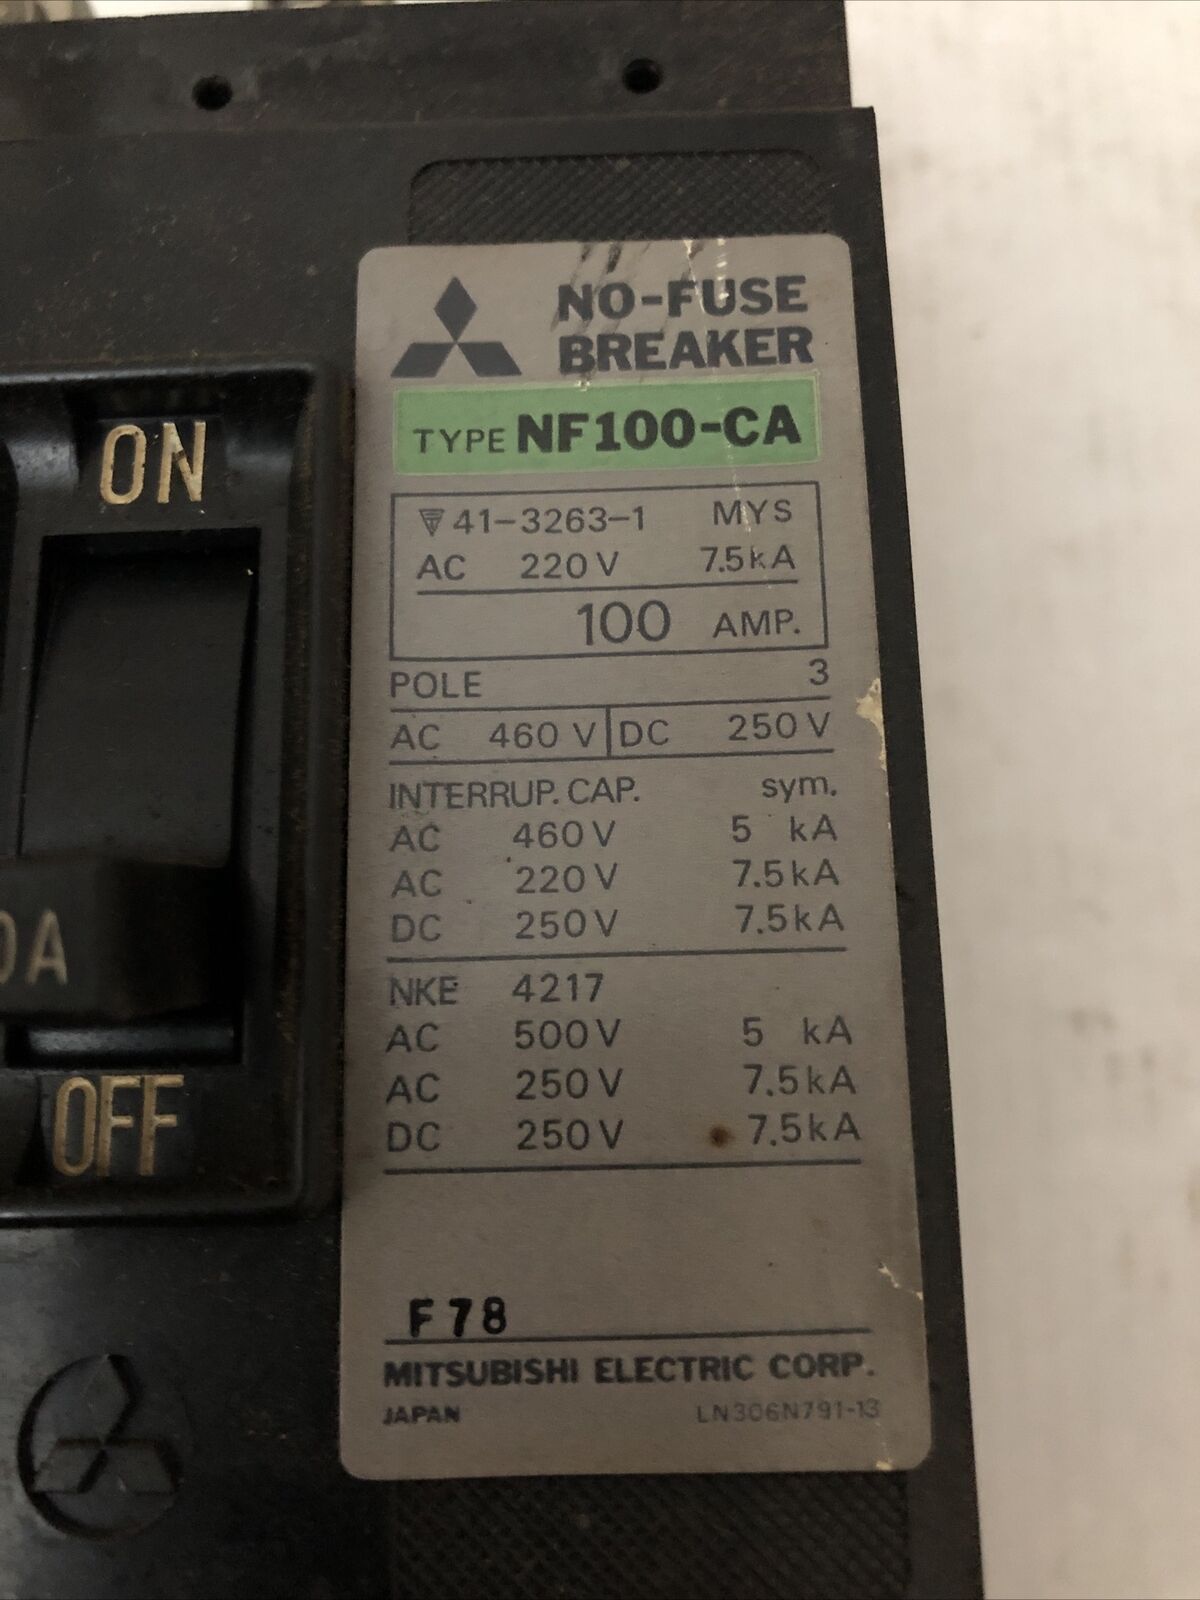 NO-FUSE
BREAKER
TYPE NF100-CA
41-3263-1 MYS
AC 220V 7.5kA
100 AMP.
POLE 3
AC 460V DC 250V
INTERRUP. CAP. sym.
AC 460V 5 kA
AC 220V 7.5kA
DC 250V 7.5kA
NKE 4217
AC 500V 5 kA
AC 250V 7.5kA
DC 250V 7.5kA
F78
MITSUBISHI ELECTRIC CORP.
JAPAN LN306N791-13
ON
0A
OFF